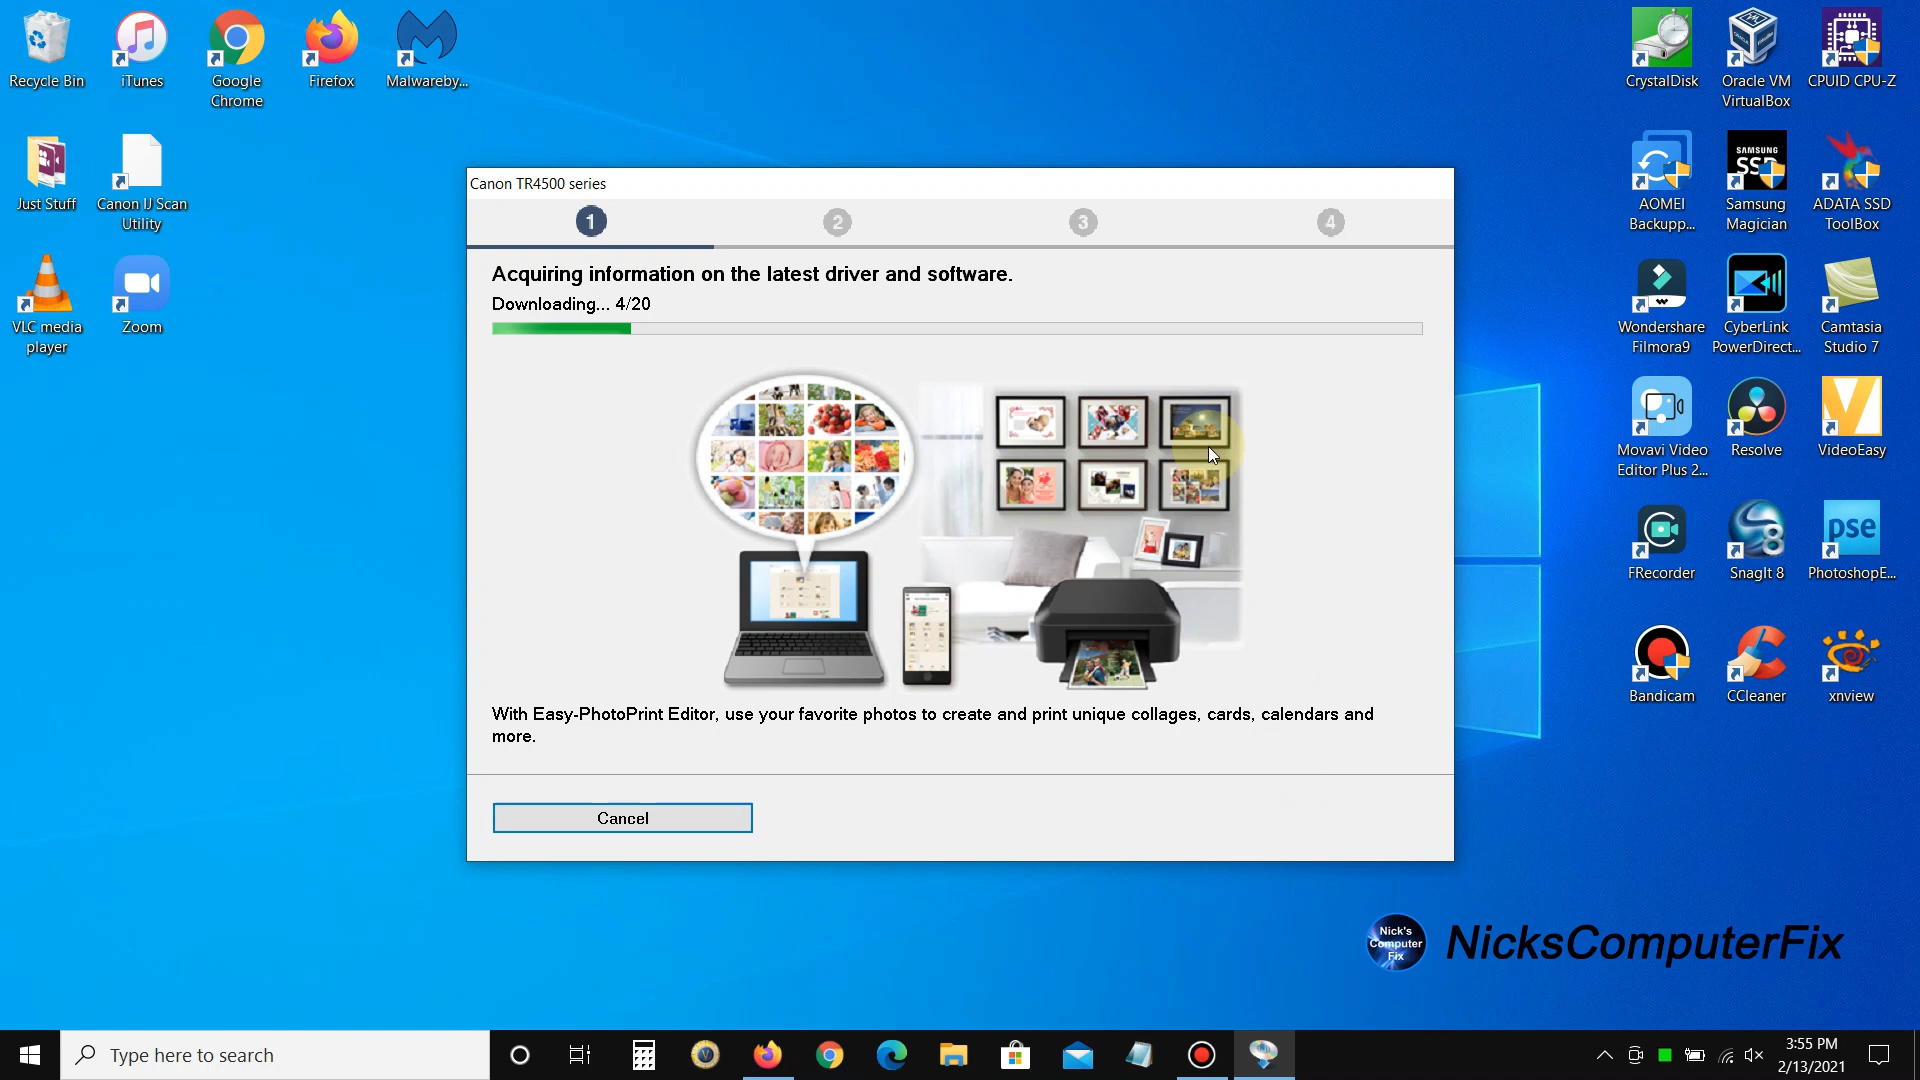 Recycle Bin
iTunes
Google
Chrome
Firefox
Malwareby...
Just Stuff
Canon IJ Scan
Utility
VLC media
player
Zoom
CrystalDisk
Oracle VM
VirtualBox
CPUID CPU-Z
AOMEI
Backupp...
SAMSUNG
SSD
Samsung
Magician
ADATA SSD
ToolBox
Wondershare
Filmora9
CyberLink
PowerDirect...
Camtasia
Studio 7
Movavi Video
Editor Plus 2...
Resolve
VideoEasy
FRecorder
SnagIt 8
pse
PhotoshopE...
Bandicam
CCleaner
xnview
Canon TR4500 series
1
2
3
4
Acquiring information on the latest driver and software.
Downloading... 4/20
With Easy-PhotoPrint Editor, use your favorite photos to create and print unique collages, cards, calendars and
more.
Cancel
Nick's
Computer
Fix
NicksComputerFix
Type here to search
3:55 PM
2/13/2021